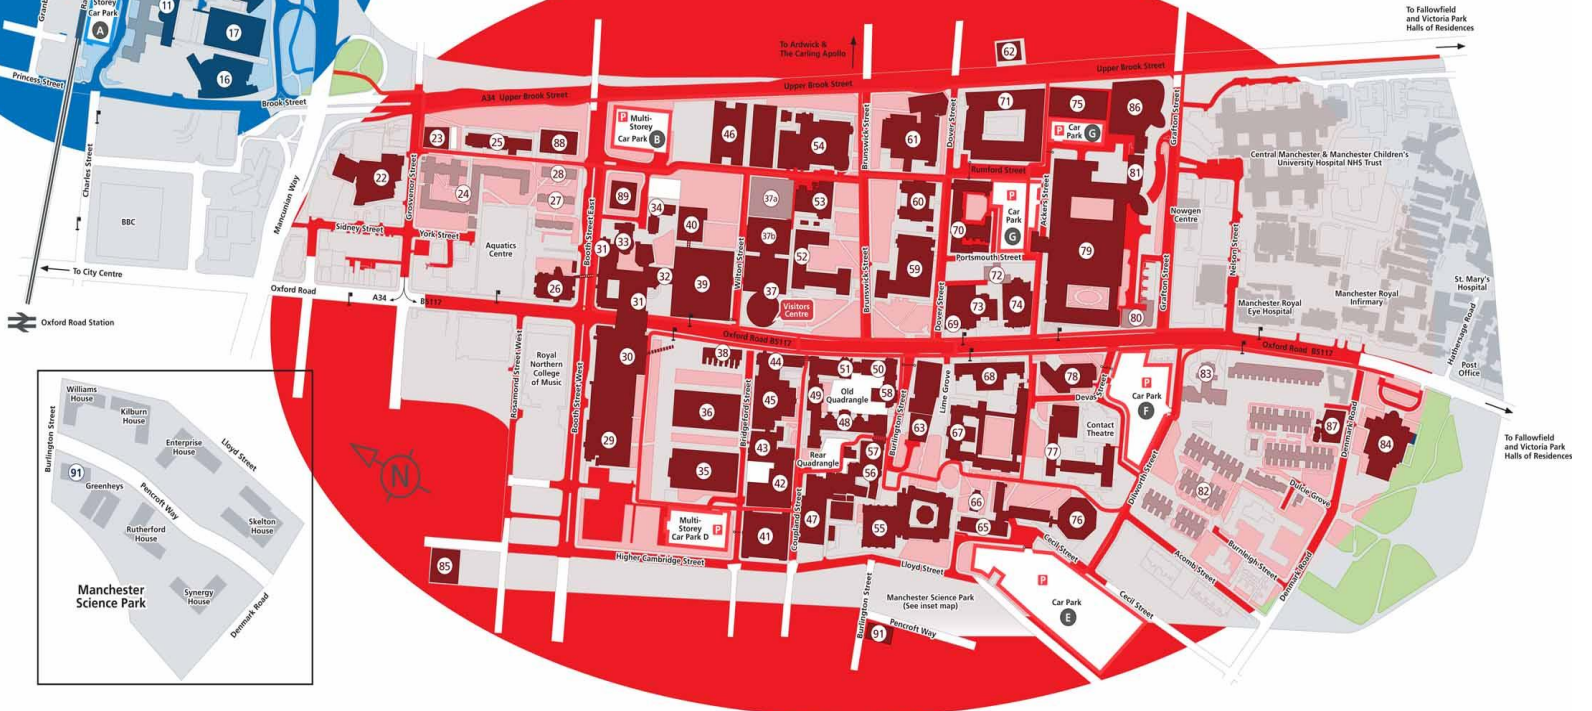 Storey
Car Park
A
11
17
16
Princess Street
Brook Street
Charles Street
Mancunian Way
BBC
To City Centre
Oxford Road
Oxford Road Station
A34
B5117
A34 Upper Brook Street
Upper Brook Street
Upper Brook Street
To Ardwick &
The Carling Apollo
To Fallowfield
and Victoria Park
Halls of Residences
62
23
25
88
Multi-
Storey
Car Park B
46
54
61
71
75
86
Car
Park G
Brunswick Street
Dover Street
Grafton Street
Central Manchester & Manchester Children's
University Hospital NHS Trust
Rumford Street
22
Grosvenor Street
24
28
27
89
34
40
37a
53
60
70
Car
Park
G
Ackers Street
81
Nowgen
Centre
Sidney Street
York Street
Aquatics
Centre
Booth Street East
31
33
32
37b
52
59
Portsmouth Street
72
79
Nelson Street
26
31
39
Wilton Street
37
Visitors
Centre
Brunswick Street
Dover Street
69
73
74
80
Grafton Street
Manchester Royal
Eye Hospital
Manchester Royal
Infirmary
St. Mary's
Hospital
Hathersage Road
Post
Office
Oxford Road B5117
Oxford Road B5117
Rosamond Street West
Royal
Northern
College
of Music
Booth Street West
30
29
38
36
35
Bridgeford Street
44
45
43
42
41
49
51
50
58
Old
Quadrangle
48
Rear
Quadrangle
57
56
47
55
Coupland Street
Burlington Street
63
Lime Grove
68
67
78
Devas Street
Contact
Theatre
77
66
65
76
Car Park
F
83
82
87
84
Denmark Road
Dilworth Street
Dulcie Grove
Burnleigh Street
Acomb Street
Denmark Road
To Fallowfield
and Victoria Park
Halls of Residences
N
Multi-
Storey
Car Park D
85
Higher Cambridge Street
Lloyd Street
Cecil Street
Cecil Street
Car Park
E
Manchester Science Park
(See inset map)
Burlington Street
Pencroft Way
91
Williams
House
Kilburn
House
Enterprise
House
Lloyd Street
Burlington Street
91
Greenheys
Pencroft Way
Rutherford
House
Skelton
House
Manchester
Science Park
Synergy
House
Denmark Road